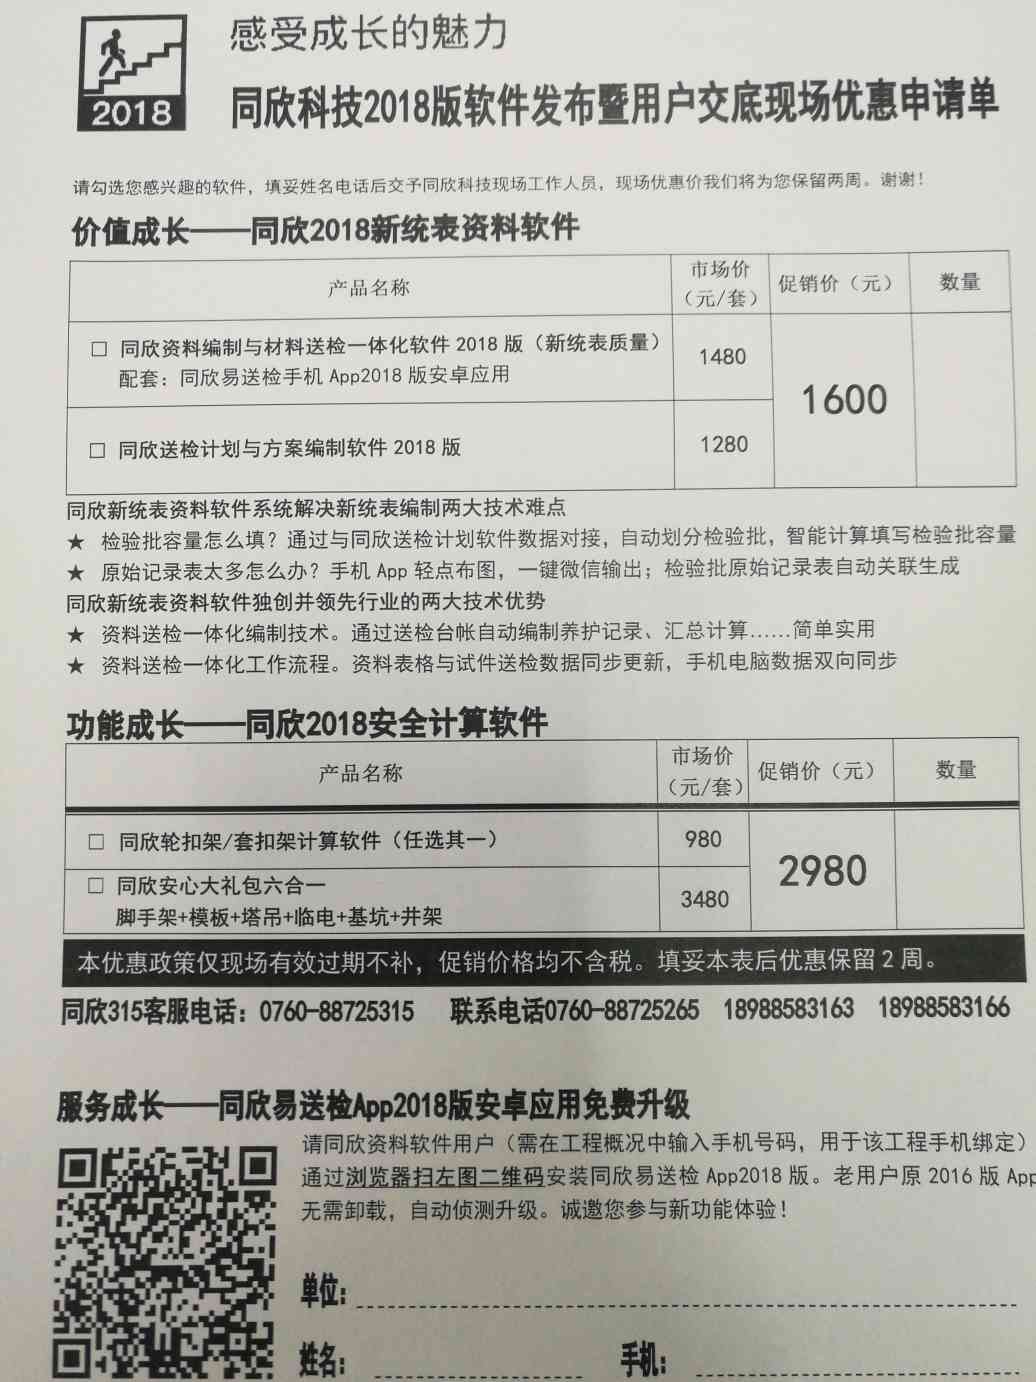 感受成长的魅力
2018
同欣科技2018版软件发布暨用户交底现场优惠申请单
请勾选您感兴趣的软件，填妥姓名电话后交予同欣科技现场工作人员，现场优惠价我们将为您保留两周。谢谢！
价值成长——同欣2018新统表资料软件
产品名称 市场价（元/套） 促销价（元） 数量
□ 同欣资料编制与材料送检一体化软件 2018 版（新统表质量） 1480
配套：同欣易送检手机 App2018 版安卓应用
1600
□ 同欣送检计划与方案编制软件 2018 版 1280
同欣新统表资料软件系统解决新统表编制两大技术难点
★ 检验批容量怎么填？通过与同欣送检计划软件数据对接，自动划分检验批，智能计算填写检验批容量
★ 原始记录表太多怎么办？手机 App 轻点布图，一键微信输出；检验批原始记录表自动关联生成
同欣新统表资料软件独创并领先行业的两大技术优势
★ 资料送检一体化编制技术。通过送检台帐自动编制养护记录、汇总计算……简单实用
★ 资料送检一体化工作流程。资料表格与试件送检数据同步更新，手机电脑数据双向同步
功能成长——同欣2018安全计算软件
产品名称 市场价（元/套） 促销价（元） 数量
□ 同欣轮扣架/套扣架计算软件（任选其一） 980
2980
□ 同欣安心大礼包六合一 3480
脚手架+模板+塔吊+临电+基坑+井架
本优惠政策仅现场有效过期不补，促销价格均不含税。填妥本表后优惠保留 2 周。
同欣315客服电话：0760-88725315 联系电话0760-88725265 18988583163 18988583166
服务成长——同欣易送检App2018版安卓应用免费升级
请同欣资料软件用户（需在工程概况中输入手机号码，用于该工程手机绑定）
通过浏览器扫左图二维码安装同欣易送检 App2018 版。老用户原 2016 版 App
无需卸载，自动侦测升级。诚邀您参与新功能体验！
单位：
姓名： 手机：